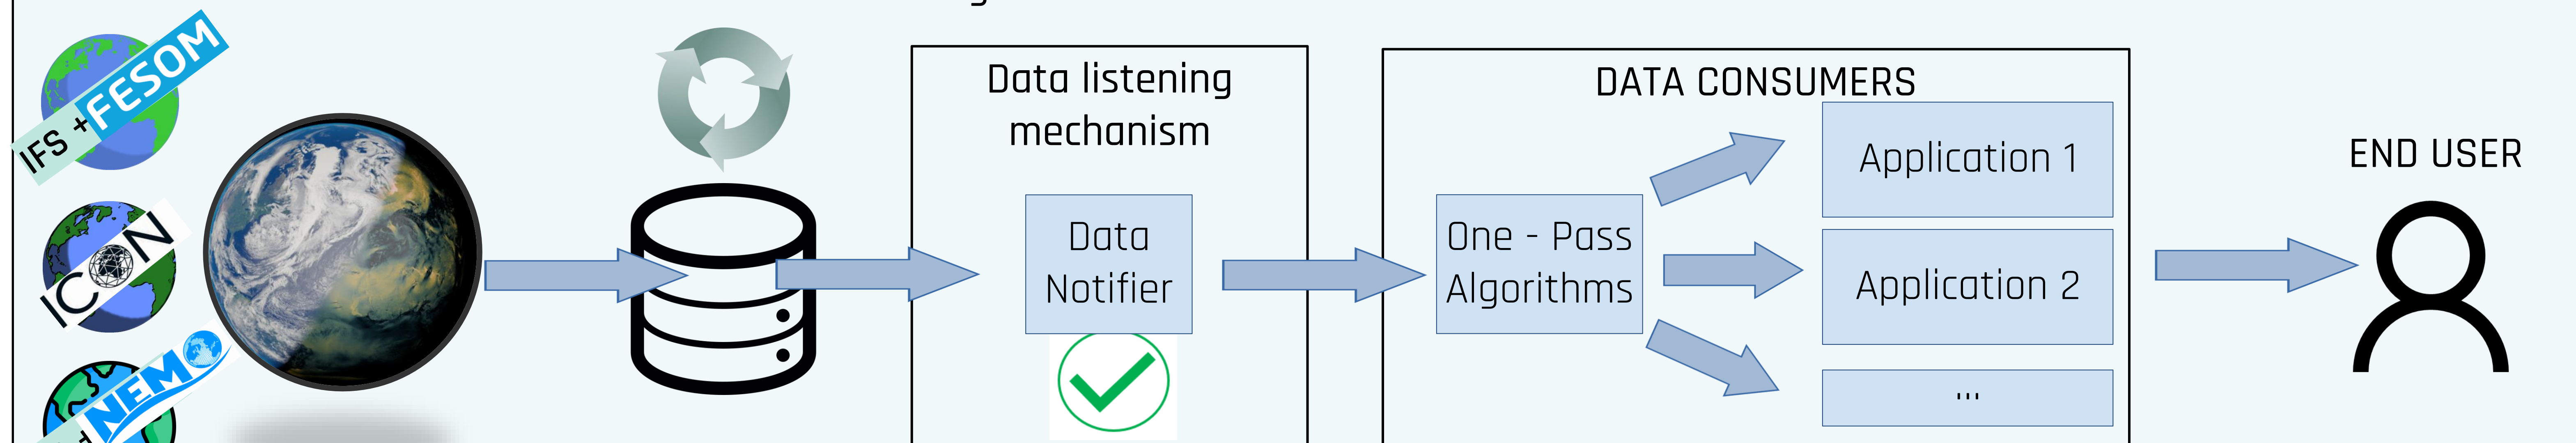 IFS + FESOM
ICON
NEMO
Data listening
mechanism
Data
Notifier
DATA CONSUMERS
One - Pass
Algorithms
Application 1
Application 2
...
END USER